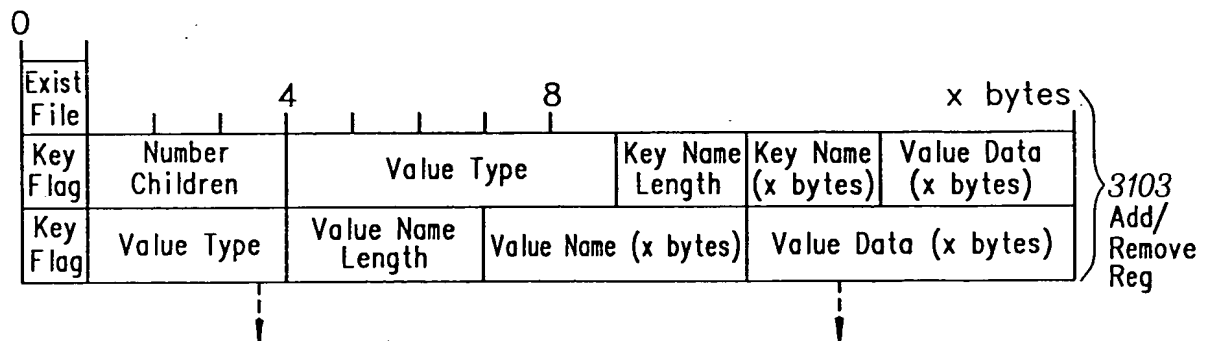 0
Exist
File
4
8
x bytes
Key
Flag
Number
Children
Value Type
Key Name
Length
Key Name
(x bytes)
Value Data
(x bytes)
Key
Flag
Value Type
Value Name
Length
Value Name (x bytes)
Value Data (x bytes)
3103
Add/
Remove
Reg